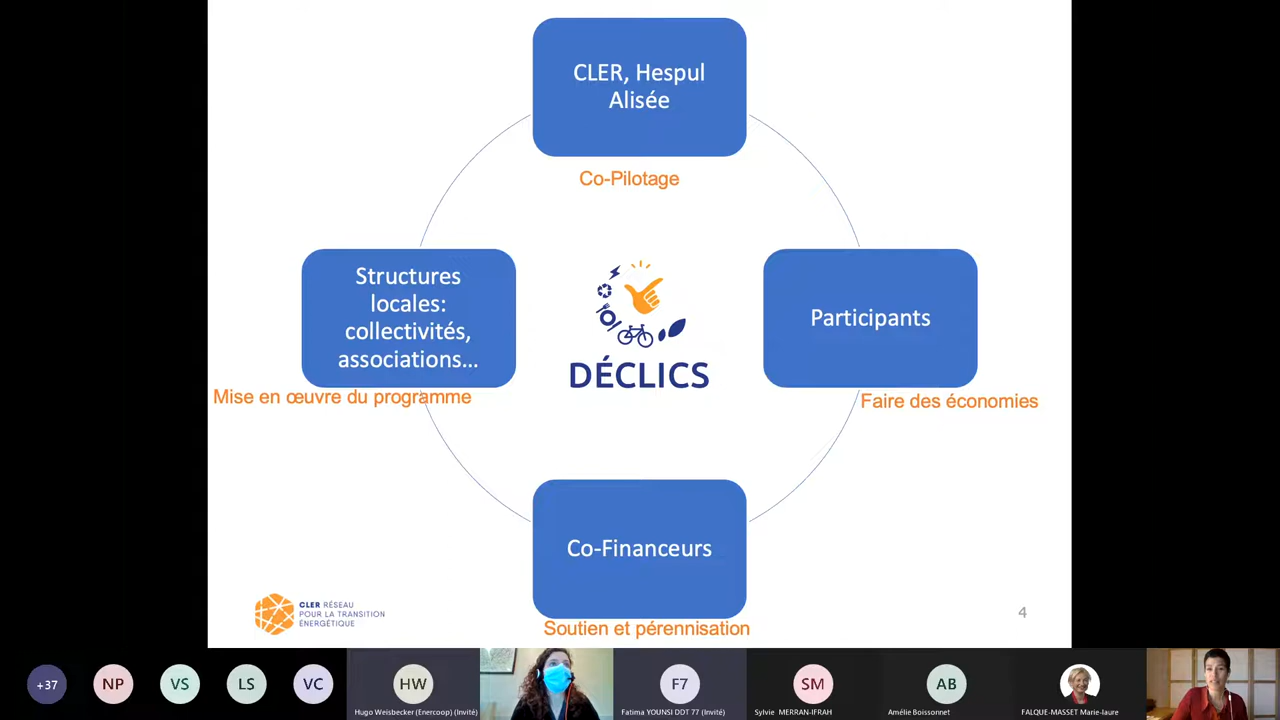 CLER, Hespul
Alisée
Co-Pilotage
Structures
locales:
collectivités,
associations...
Mise en œuvre du programme
DÉCLICS
Participants
Faire des économies
Co-Financeurs
Soutien et pérennisation
CLER RÉSEAU
POUR LA TRANSITION
ÉNERGÉTIQUE
4
+37
NP
VS
LS
VC
HW
Hugo Weisbecker (Enercoop) (Invité)
F7
Fatima YOUNSI DDT 77 (Invité)
SM
Sylvie MERRAN-IFRAH
AB
Amélie Boissonnet
FALQUE-MASSET Marie-laure